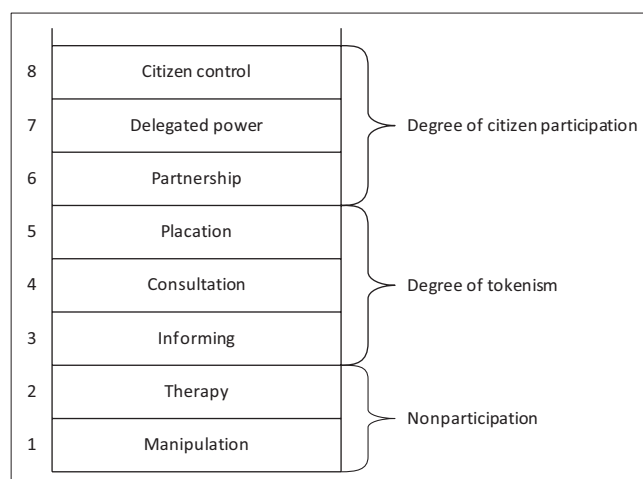 8 Citizen control
7 Delegated power Degree of citizen participation
6 Partnership
5 Placation
4 Consultation Degree of tokenism
3 Informing
2 Therapy
Nonparticipation
1 Manipulation